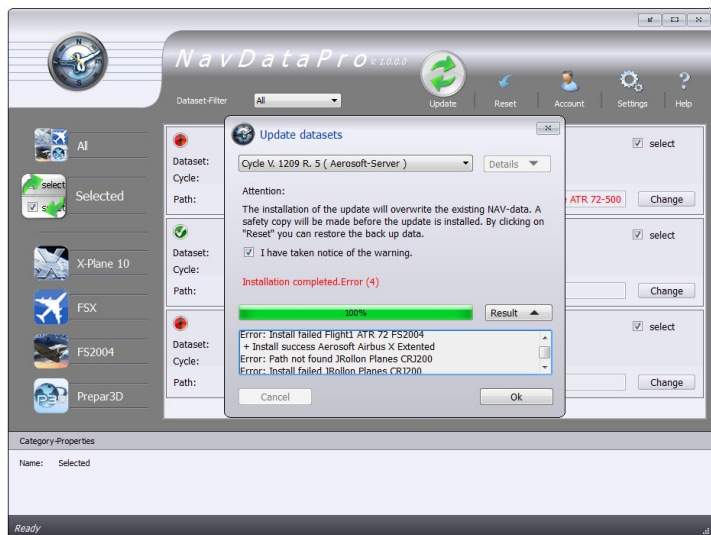 NavDataPro V. 1.0.0.0
Dataset-Filter
All
Update
Reset
Account
Settings
Help
All
Selected
X-Plane 10
FSX
FS2004
Prepar3D
Dataset:
Cycle:
Path:
select
ATR 72-500
Change
Dataset:
Cycle:
Path:
select
Change
Dataset:
Cycle:
Path:
select
Change
Update datasets
Cycle V. 1209 R. 5 ( Aerosoft-Server )
Details
Attention:
The installation of the update will overwrite the existing NAV-data. A
safety copy will be made before the update is installed. By clicking on
"Reset" you can restore the back up data.
I have taken notice of the warning.
Installation completed.Error (4)
100%
Result
Error: Install failed Flight1 ATR 72 FS2004
+ Install success Aerosoft Airbus X Extented
Error: Path not found JRollon Planes CRJ200
Error: Install failed JRollon Planes CRJ200
Cancel
Ok
Category-Properties
Name: Selected
Ready